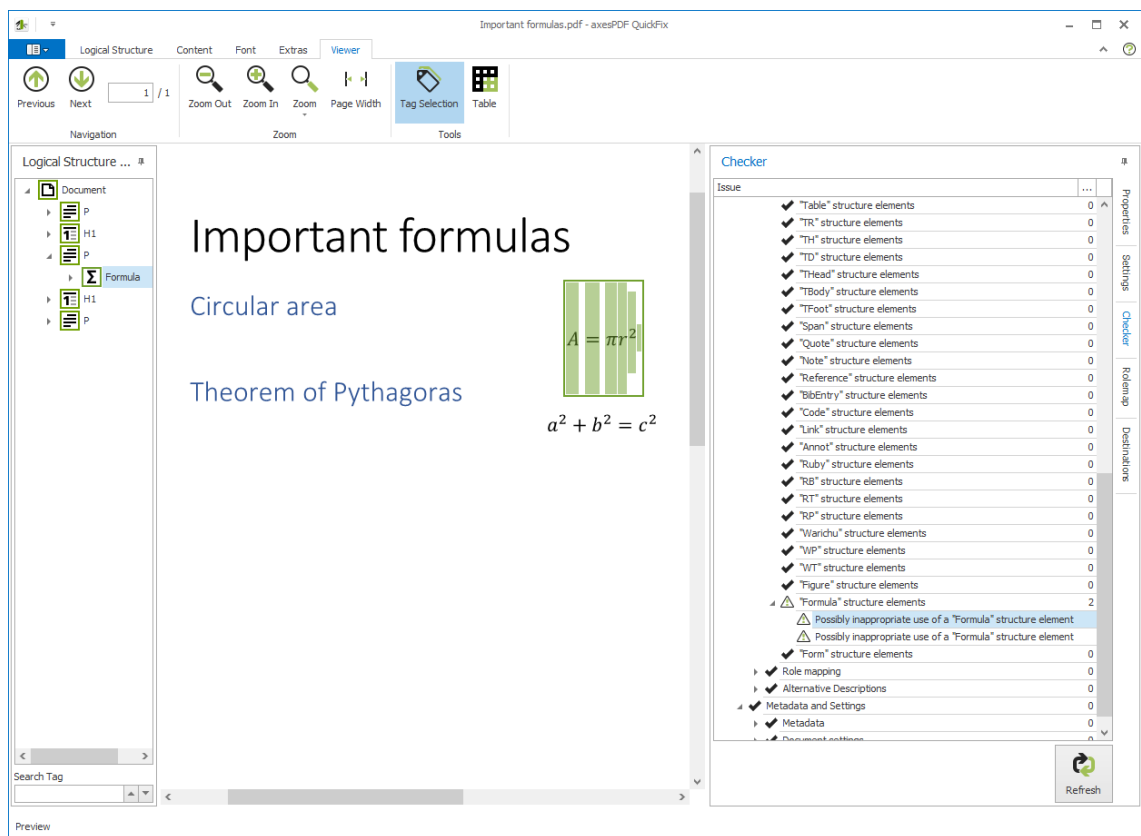 Important formulas.pdf - axesPDF QuickFix
Logical Structure Content Font Extras Viewer
Previous Next 1 / 1 Zoom Out Zoom In Zoom Page Width Tag Selection Table
Navigation Zoom Tools
Logical Structure ...
Document
P
H1
P
Formula
H1
P
Search Tag
Important formulas
Circular area
A = πr²
Theorem of Pythagoras
a² + b² = c²
Checker
Issue ...
"Table" structure elements 0
"TR" structure elements 0
"TH" structure elements 0
"TD" structure elements 0
"THead" structure elements 0
"TBody" structure elements 0
"TFoot" structure elements 0
"Span" structure elements 0
"Quote" structure elements 0
"Note" structure elements 0
"Reference" structure elements 0
"BibEntry" structure elements 0
"Code" structure elements 0
"Link" structure elements 0
"Annot" structure elements 0
"Ruby" structure elements 0
"RB" structure elements 0
"RT" structure elements 0
"RP" structure elements 0
"Warichu" structure elements 0
"WP" structure elements 0
"WT" structure elements 0
"Figure" structure elements 0
"Formula" structure elements 2
Possibly inappropriate use of a "Formula" structure element
Possibly inappropriate use of a "Formula" structure element
"Form" structure elements 0
Role mapping 0
Alternative Descriptions 0
Metadata and Settings 0
Metadata 0
Document settings 0
Refresh
Properties
Settings
Checker
Rolemap
Destinations
Preview